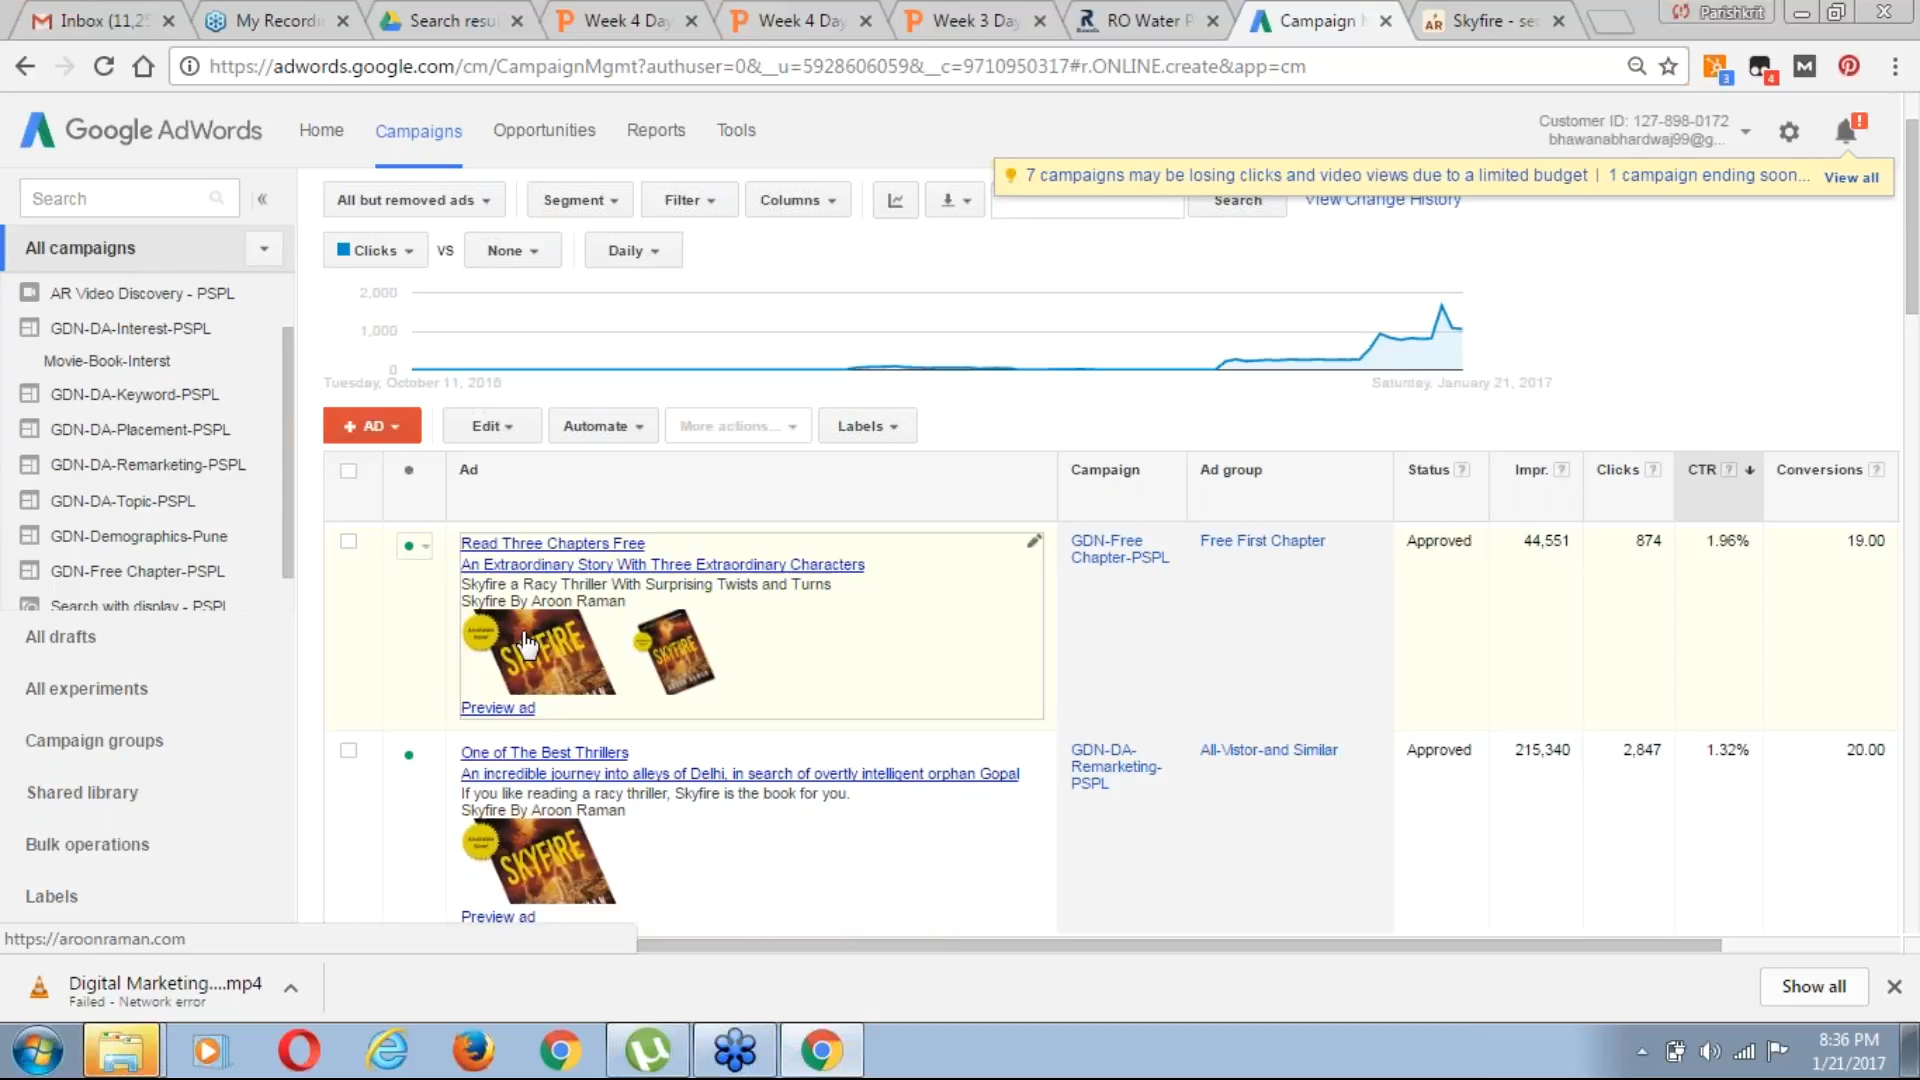 Inbox (11,25
My Recordi
Search resu
Week 4 Day
Week 4 Day
Week 3 Day
RO Water P
Campaign M
Skyfire - sec
Parishkrit
https://adwords.google.com/cm/CampaignMgmt?authuser=0&__u=5928606059&__c=9710950317#r.ONLINE.create&app=cm
3
4
Google AdWords
Home
Campaigns
Opportunities
Reports
Tools
Customer ID: 127-898-0172
bhawanabhardwaj99@g...
7 campaigns may be losing clicks and video views due to a limited budget | 1 campaign ending soon... View all
Search
All but removed ads
Segment
Filter
Columns
Search
View Change History
All campaigns
Clicks
VS
None
Daily
AR Video Discovery - PSPL
GDN-DA-Interest-PSPL
Movie-Book-Interst
GDN-DA-Keyword-PSPL
GDN-DA-Placement-PSPL
GDN-DA-Remarketing-PSPL
GDN-DA-Topic-PSPL
GDN-Demographics-Pune
GDN-Free Chapter-PSPL
Search with display - PSPL
All drafts
All experiments
Campaign groups
Shared library
Bulk operations
Labels
2,000
1,000
0
Tuesday, October 11, 2016
Saturday, January 21, 2017
+ AD
Edit
Automate
More actions...
Labels
Ad
Campaign
Ad group
Status ?
Impr. ?
Clicks ?
CTR ?
Conversions ?
Read Three Chapters Free
An Extraordinary Story With Three Extraordinary Characters
Skyfire a Racy Thriller With Surprising Twists and Turns
Skyfire By Aroon Raman
SKYFIRE
SKYFIRE
Preview ad
GDN-Free
Chapter-PSPL
Free First Chapter
Approved
44,551
874
1.96%
19.00
One of The Best Thrillers
An incredible journey into alleys of Delhi, in search of overtly intelligent orphan Gopal
If you like reading a racy thriller, Skyfire is the book for you.
Skyfire By Aroon Raman
SKYFIRE
Preview ad
GDN-DA-
Remarketing-
PSPL
All-Vistor-and Similar
Approved
215,340
2,847
1.32%
20.00
https://aroonraman.com
Digital Marketing....mp4
Failed - Network error
Show all
8:36 PM
1/21/2017